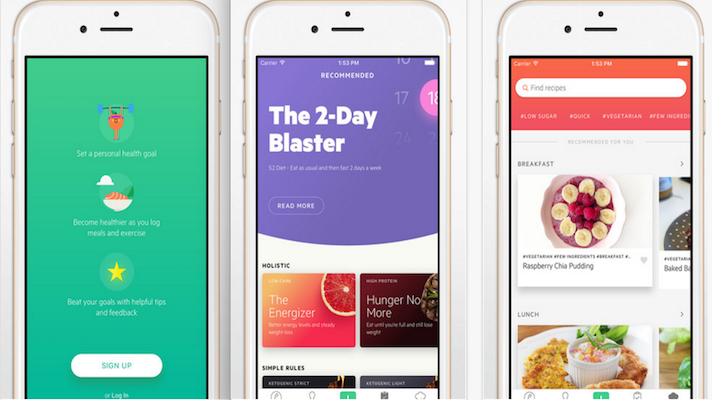 Set a personal health goal
Become healthier as you log
meals and exercise
Beat your goals with helpful tips
and feedback
SIGN UP
or Log In
Carrier
1:53 PM
RECOMMENDED
17
18
24
The 2-Day
Blaster
5:2 Diet - Eat as usual and then fast 2 days a week
READ MORE
HOLISTIC
LOW CARB
The
Energizer
Better energy levels and steady
weight loss
HIGH PROTEIN
Hunger No
More
Eat until you're full and still lose
weight
SIMPLE RULES
KETOGENIC STRICT
KETOGENIC LIGHT
Carrier
1:53 PM
Find recipes
#LOW SUGAR #QUICK #VEGETARIAN #FEW INGREDI
RECOMMENDED FOR YOU
BREAKFAST
#VEGETARIAN #FEW INGREDIENTS #BREAKFAST #...
Raspberry Chia Pudding
Baked Ba
LUNCH